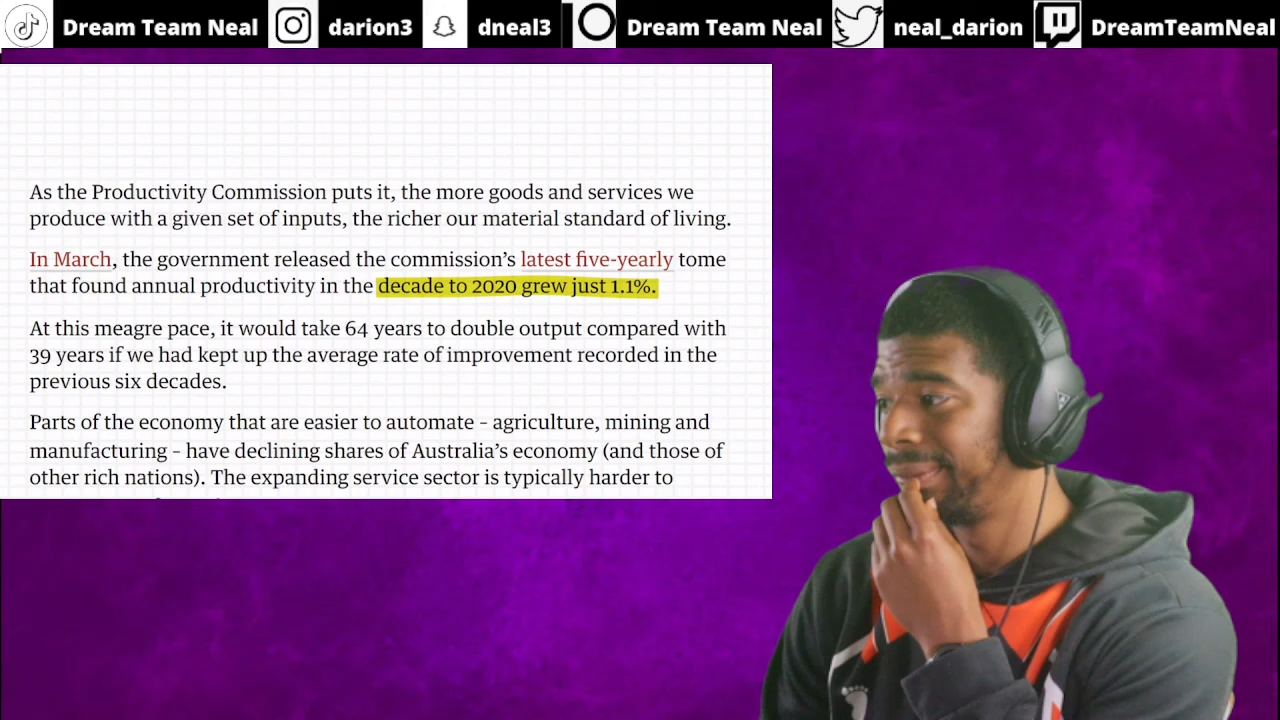 Dream Team Neal darion3 dneal3 Dream Team Neal neal_darion DreamTeamNeal
As the Productivity Commission puts it, the more goods and services we
produce with a given set of inputs, the richer our material standard of living.
In March, the government released the commission's latest five-yearly tome
that found annual productivity in the decade to 2020 grew just 1.1%.
At this meagre pace, it would take 64 years to double output compared with
39 years if we had kept up the average rate of improvement recorded in the
previous six decades.
Parts of the economy that are easier to automate – agriculture, mining and
manufacturing – have declining shares of Australia's economy (and those of
other rich nations). The expanding service sector is typically harder to